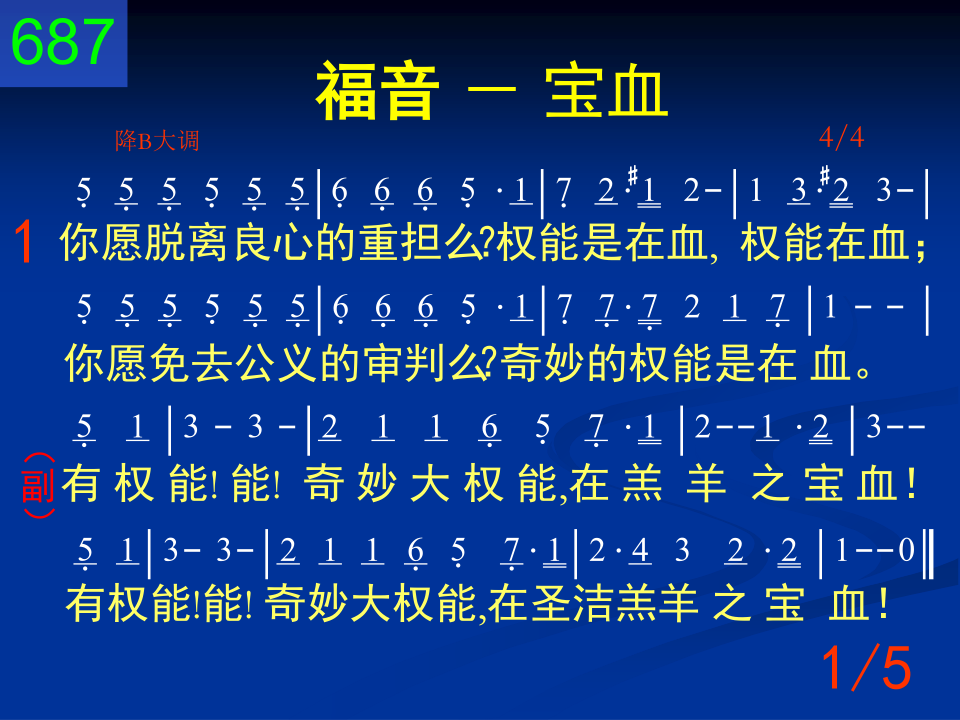 687
福音 － 宝血
降B大调 4/4
5 5 5 5 5 5|6 6 6 5 ·1|7 2·♯1 2-|1 3·♯2 3-|
1 你愿脱离良心的重担么?权能是在血, 权能在血；
5 5 5 5 5 5|6 6 6 5 ·1|7 7·7 2 1 7|1 - - |
你愿免去公义的审判么?奇妙的权能是在 血。
5 1|3 - 3 -|2 1 1 6 5 7·1|2--1·2|3--
（副）有 权 能! 能! 奇 妙 大 权 能,在 羔 羊 之 宝 血！
5 1|3- 3-|2 1 1 6 5 7·1|2·4 3 2·2|1--0‖
有权能!能! 奇妙大权能,在圣洁羔羊 之 宝 血！
1/5